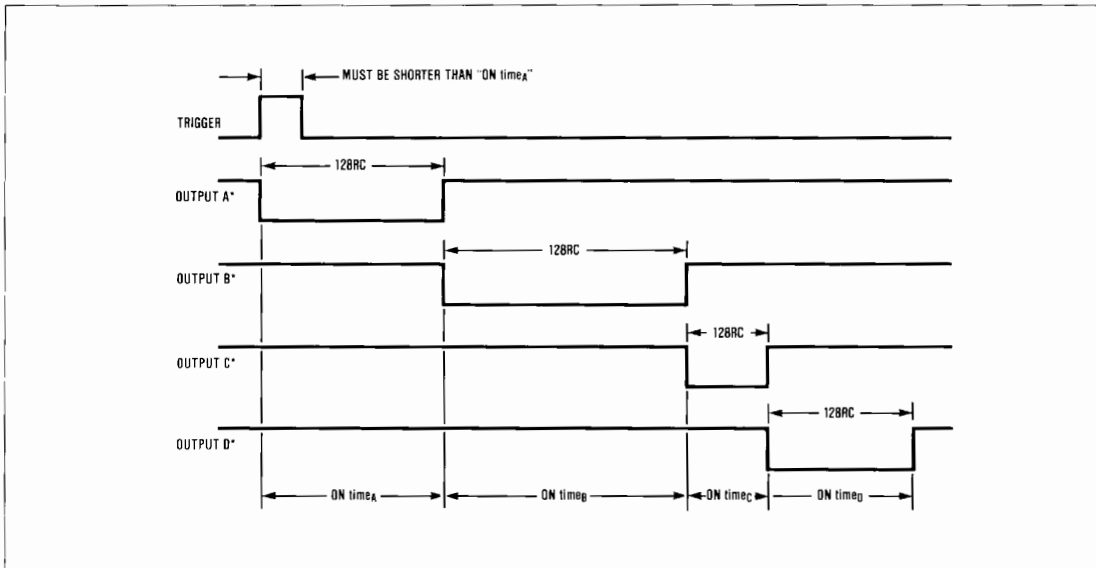 MUST BE SHORTER THAN "ON timeA"
TRIGGER
128RC
OUTPUT A*
128RC
OUTPUT B*
128RC
OUTPUT C*
128RC
OUTPUT D*
ON timeA ON timeB ON timeC ON timeD